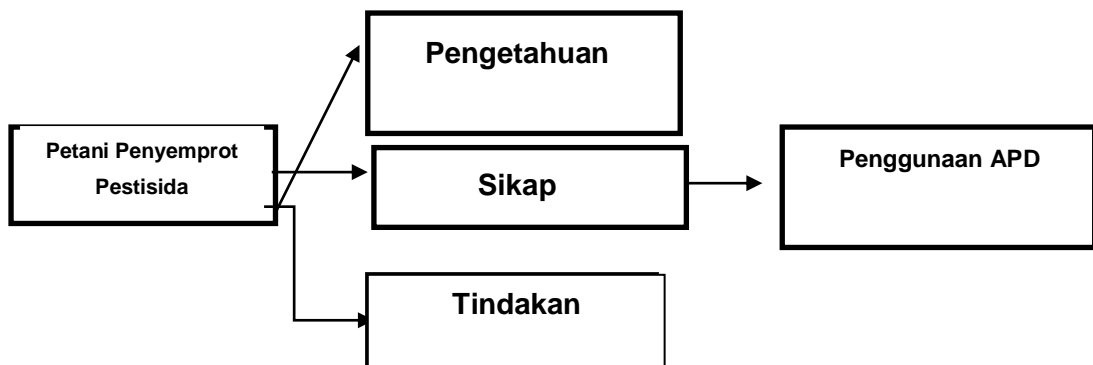 Pengetahuan
Petani Penyemprot
Pestisida
Sikap
Penggunaan APD
Tindakan